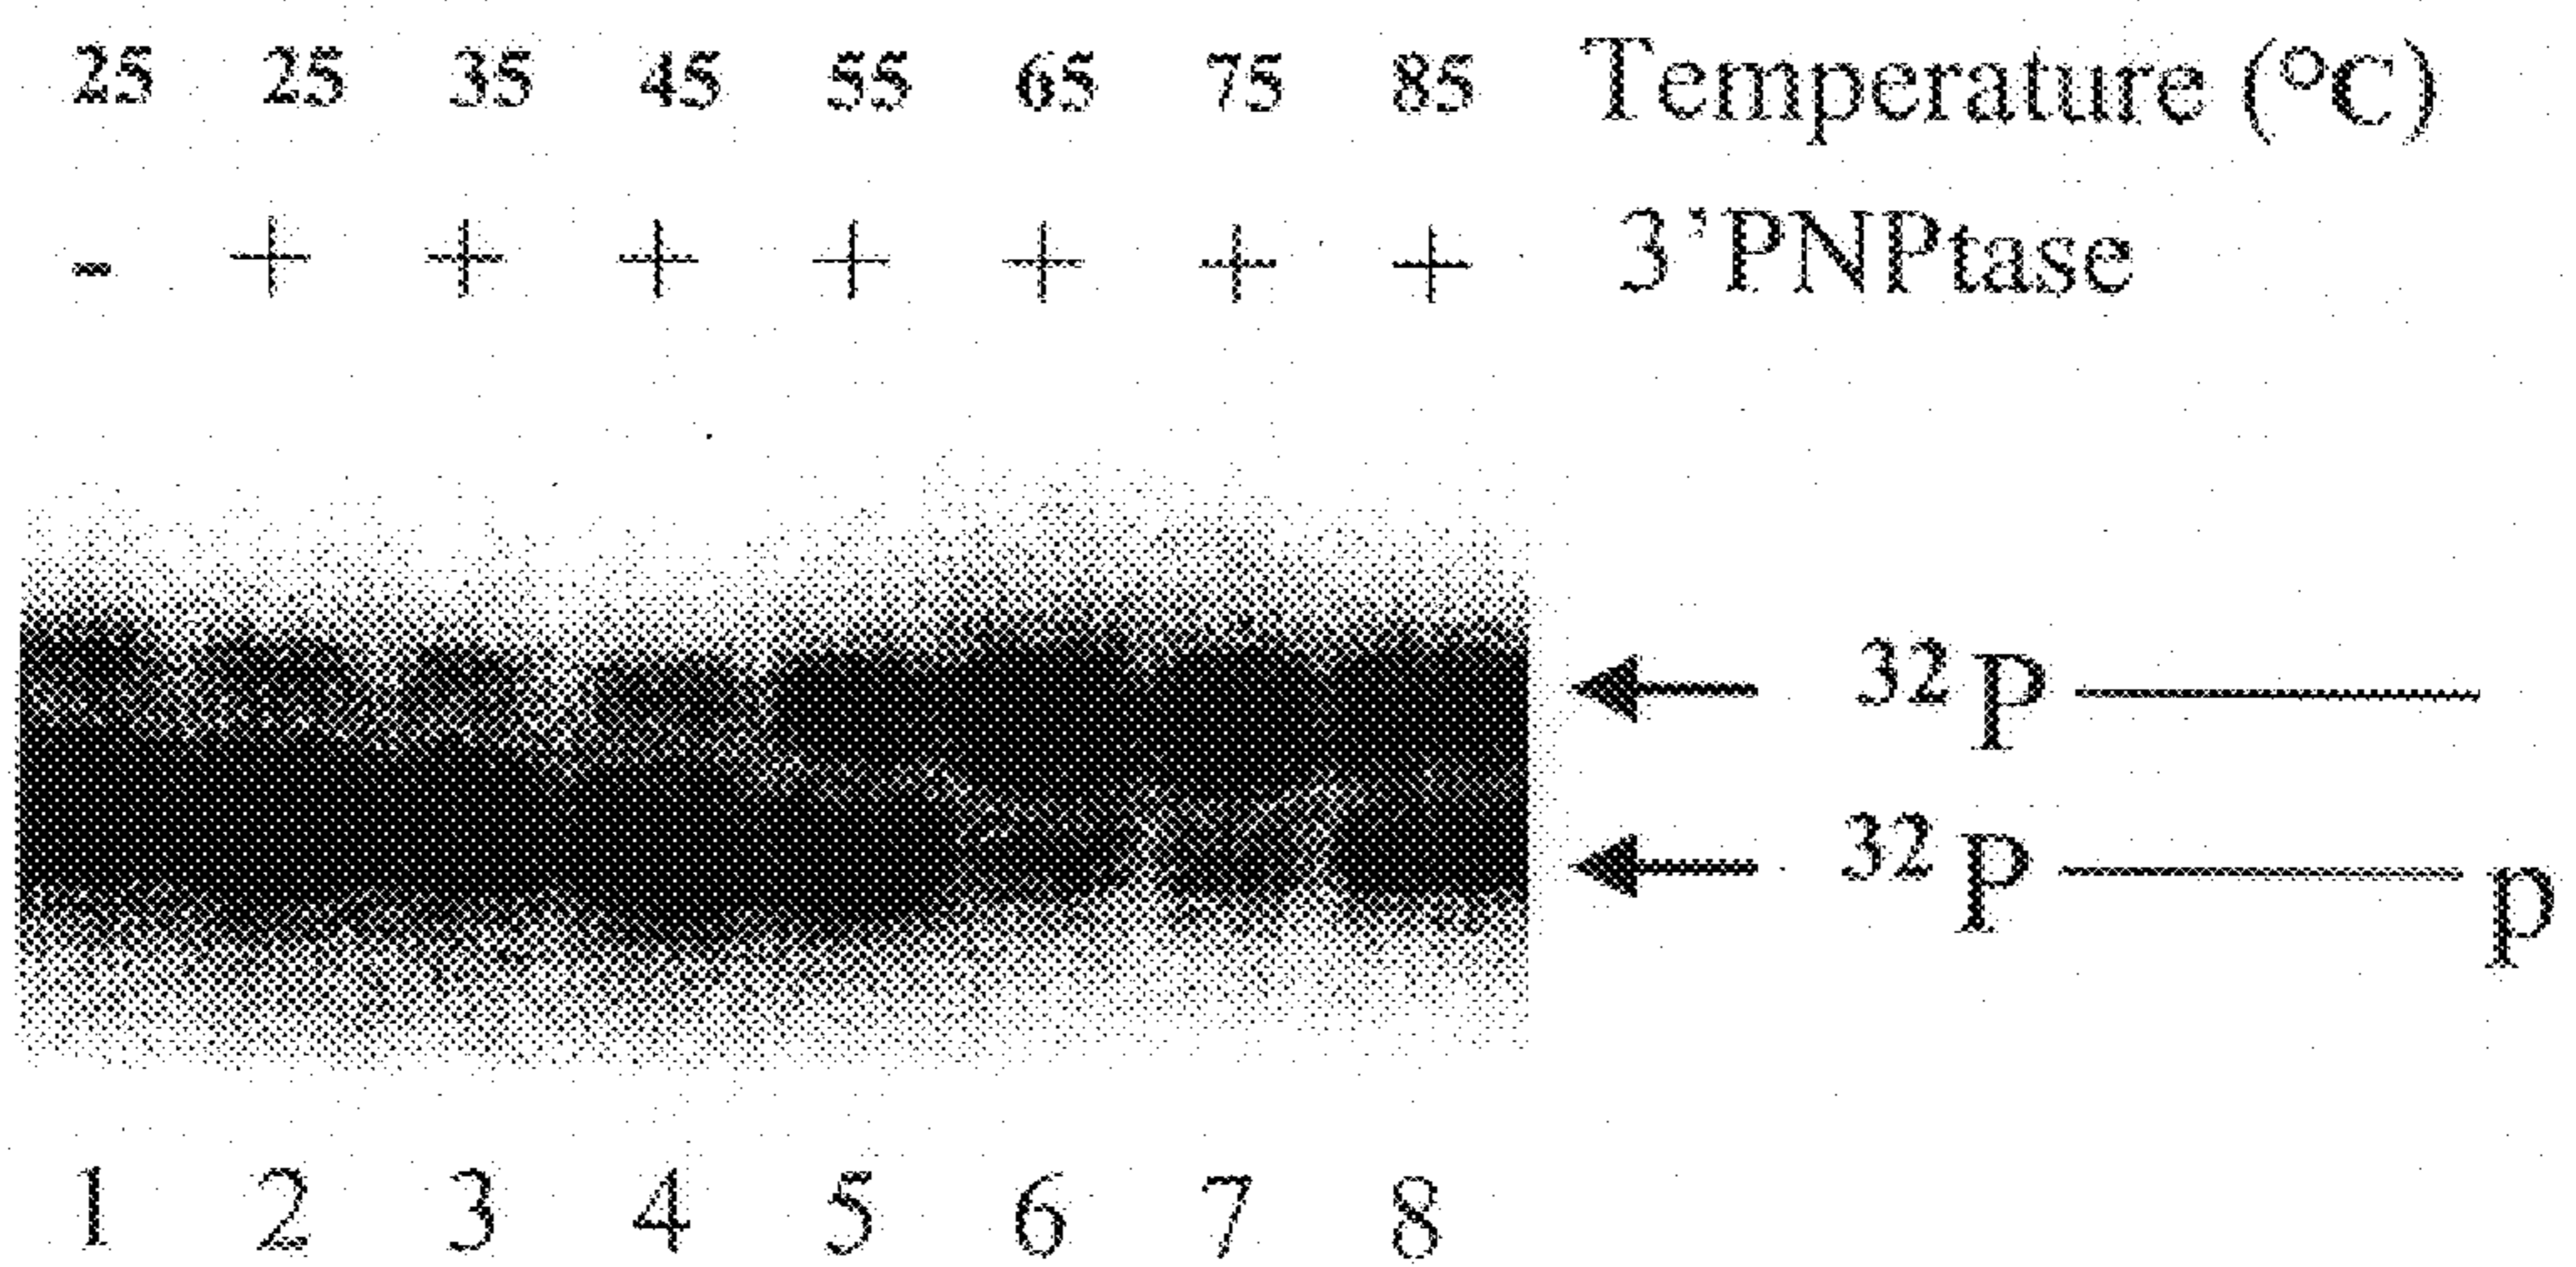 25 25 35 45 55 65 75 85 Temperature (°C)
- + + + + + + + 3'PNPtase
32 P
32 P p
1 2 3 4 5 6 7 8